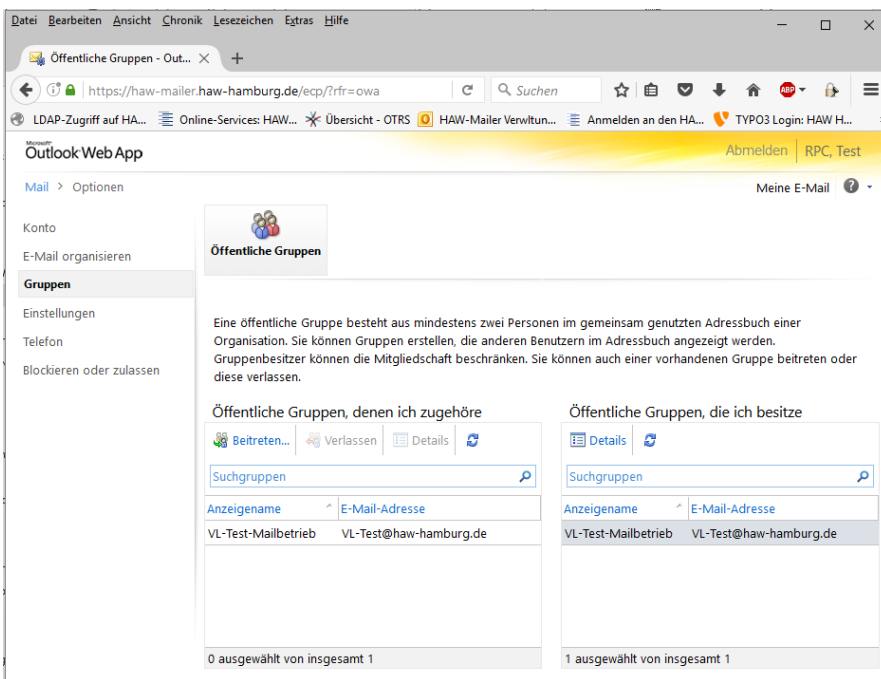 Datei Bearbeiten Ansicht Chronik Lesezeichen Extras Hilfe
Öffentliche Gruppen - Out...
https://haw-mailer.haw-hamburg.de/ecp/?rfr=owa
Suchen
ABP
LDAP-Zugriff auf HA... Online-Services: HAW... Übersicht - OTRS HAW-Mailer Verwltun... Anmelden an den HA... TYPO3 Login: HAW H...
Microsoft®
Outlook Web App
Abmelden RPC, Test
Mail > Optionen
Meine E-Mail ?
Konto
E-Mail organisieren
Gruppen
Einstellungen
Telefon
Blockieren oder zulassen
Öffentliche Gruppen
Eine öffentliche Gruppe besteht aus mindestens zwei Personen im gemeinsam genutzten Adressbuch einer
Organisation. Sie können Gruppen erstellen, die anderen Benutzern im Adressbuch angezeigt werden.
Gruppenbesitzer können die Mitgliedschaft beschränken. Sie können auch einer vorhandenen Gruppe beitreten oder
diese verlassen.
Öffentliche Gruppen, denen ich zugehöre
Beitreten... Verlassen Details
Suchgruppen
Anzeigename E-Mail-Adresse
VL-Test-Mailbetrieb VL-Test@haw-hamburg.de
0 ausgewählt von insgesamt 1
Öffentliche Gruppen, die ich besitze
Details
Suchgruppen
Anzeigename E-Mail-Adresse
VL-Test-Mailbetrieb VL-Test@haw-hamburg.de
1 ausgewählt von insgesamt 1